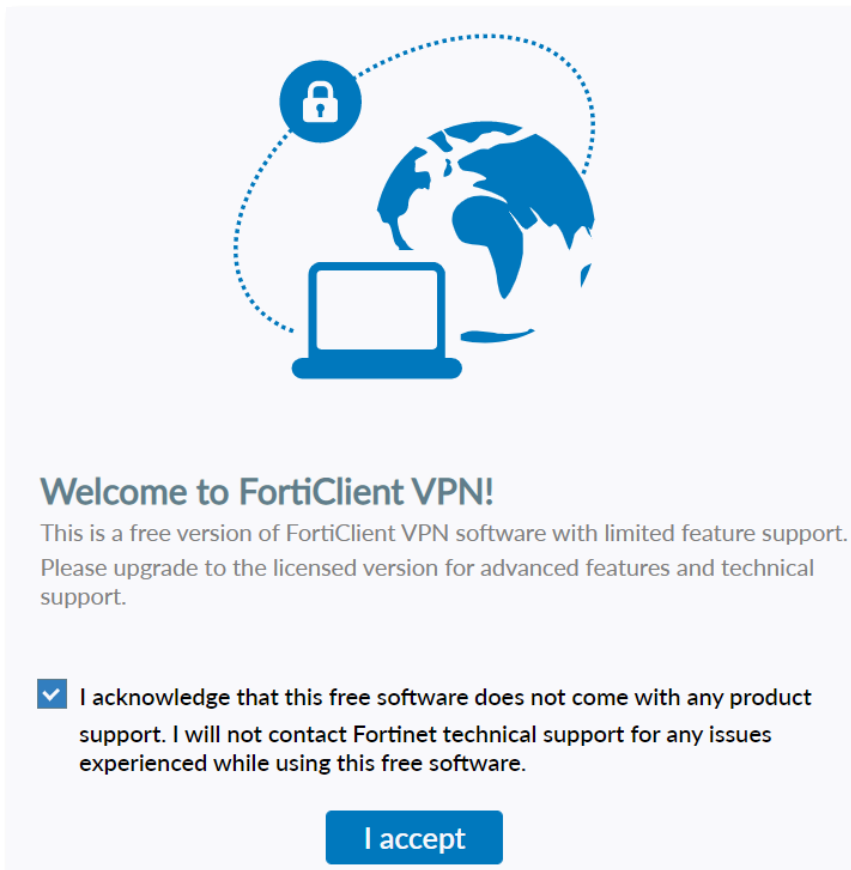 Welcome to FortiClient VPN!
This is a free version of FortiClient VPN software with limited feature support.
Please upgrade to the licensed version for advanced features and technical
support.
I acknowledge that this free software does not come with any product
support. I will not contact Fortinet technical support for any issues
experienced while using this free software.
I accept